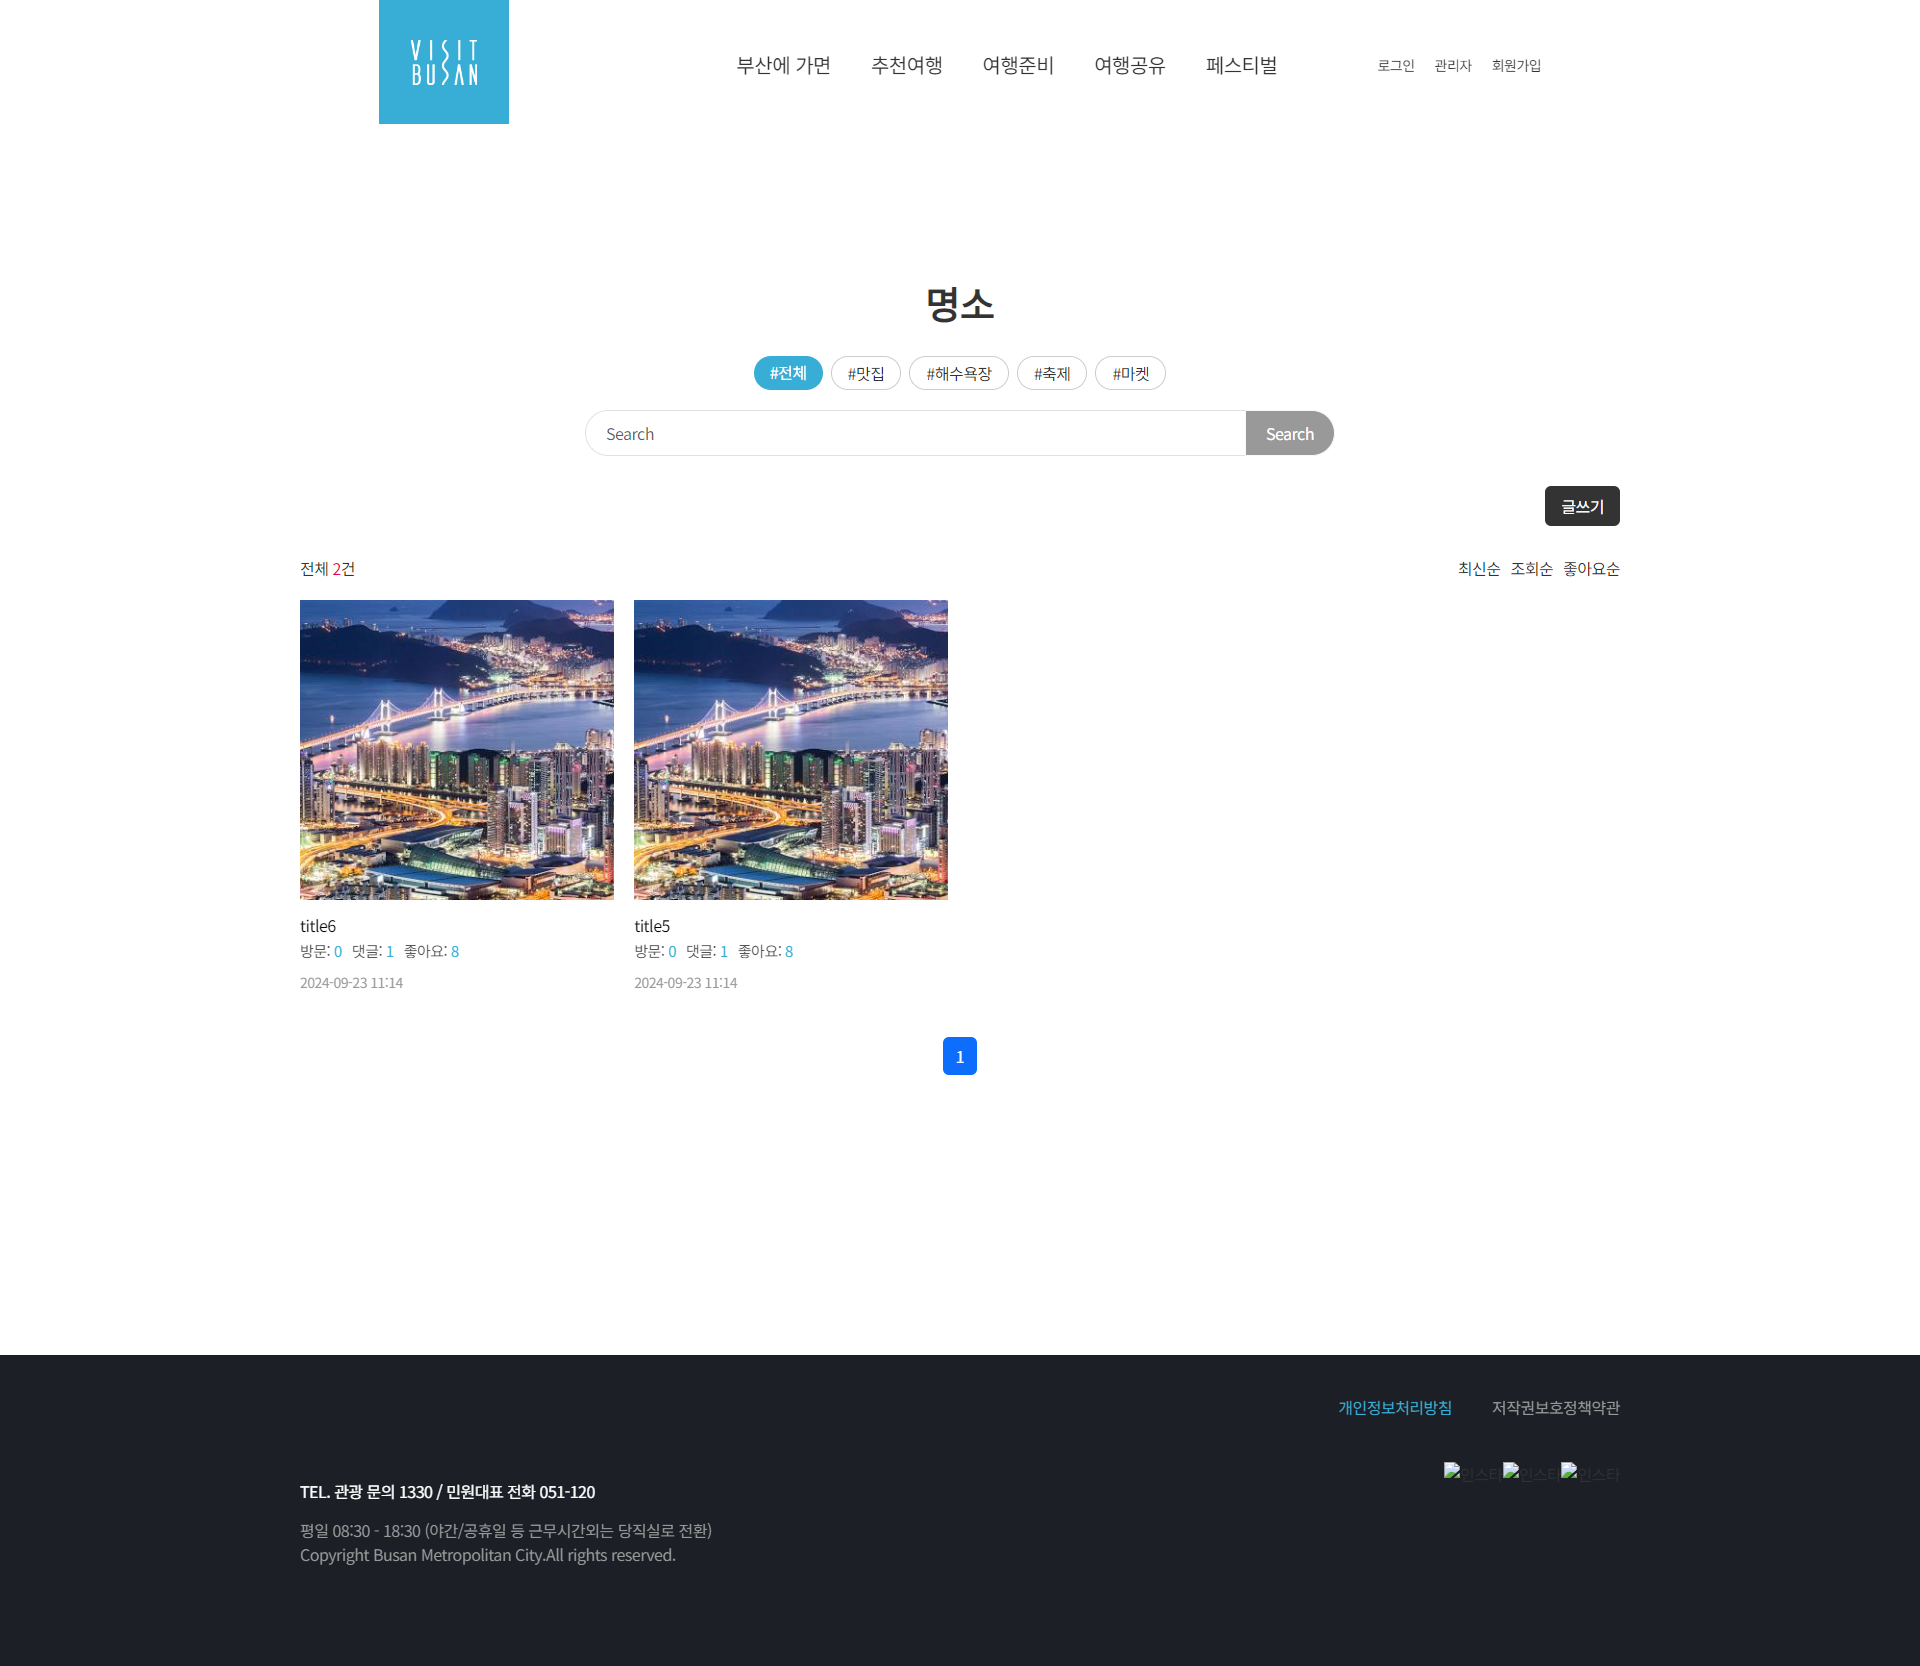 VISIT
BUSAN
부산에 가면 추천여행 여행준비 여행공유 페스티벌 로그인 관리자 회원가입
명소
#전체 #맛집 #해수욕장 #축제 #마켓
Search Search
글쓰기
전체 2건 최신순 조회순 좋아요순
title6 title5
방문: 0 댓글: 1 좋아요: 8 방문: 0 댓글: 1 좋아요: 8
2024-09-23 11:14 2024-09-23 11:14
1
개인정보처리방침 저작권보호정책약관
인스타 인스타 인스타
TEL. 관광 문의 1330 / 민원대표 전화 051-120
평일 08:30 - 18:30 (야간/공휴일 등 근무시간외는 당직실로 전환)
Copyright Busan Metropolitan City.All rights reserved.